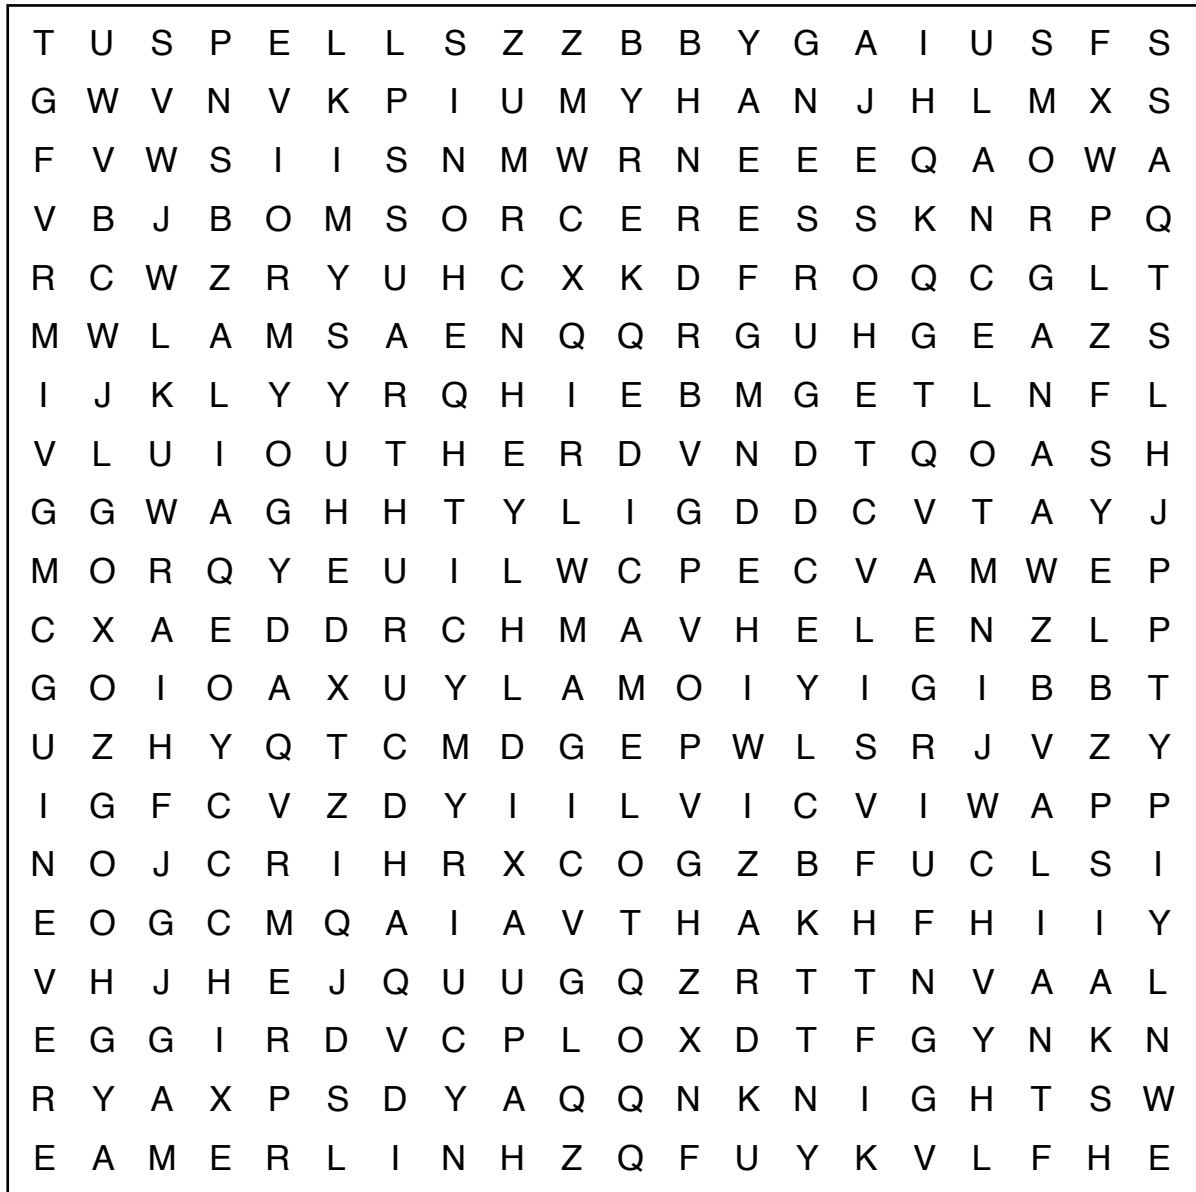 T U S P E L L S Z Z B B Y G A I U S F S
G W V N V K P I U M Y H A N J H L M X S
F V W S I I S N M W R N E E E Q A O W A
V B J B O M S O R C E R E S S K N R P Q
R C W Z R Y U H C X K D F R O Q C G L T
M W L A M S A E N Q Q R G U H G E A Z S
I J K L Y Y R Q H I E B M G E T L N F L
V L U I O U T H E R D V N D T Q O A S H
G G W A G H H T Y L I G D D C V T A Y J
M O R Q Y E U I L W C P E C V A M W E P
C X A E D D R C H M A V H E L E N Z L P
G O I O A X U Y L A M O I Y I G I B B T
U Z H Y Q T C M D G E P W L S R J V Z Y
I G F C V Z D Y I I L V I C V I W A P P
N O J C R I H R X C O G Z B F U C L S I
E O G C M Q A I A V T H A K H F H I I Y
V H J H E J Q U U G Q Z R T T N V A A L
E G G I R D V C P L O X D T F G Y N K N
R Y A X P S D Y A Q Q N K N I G H T S W
E A M E R L I N H Z Q F U Y K V L F H E